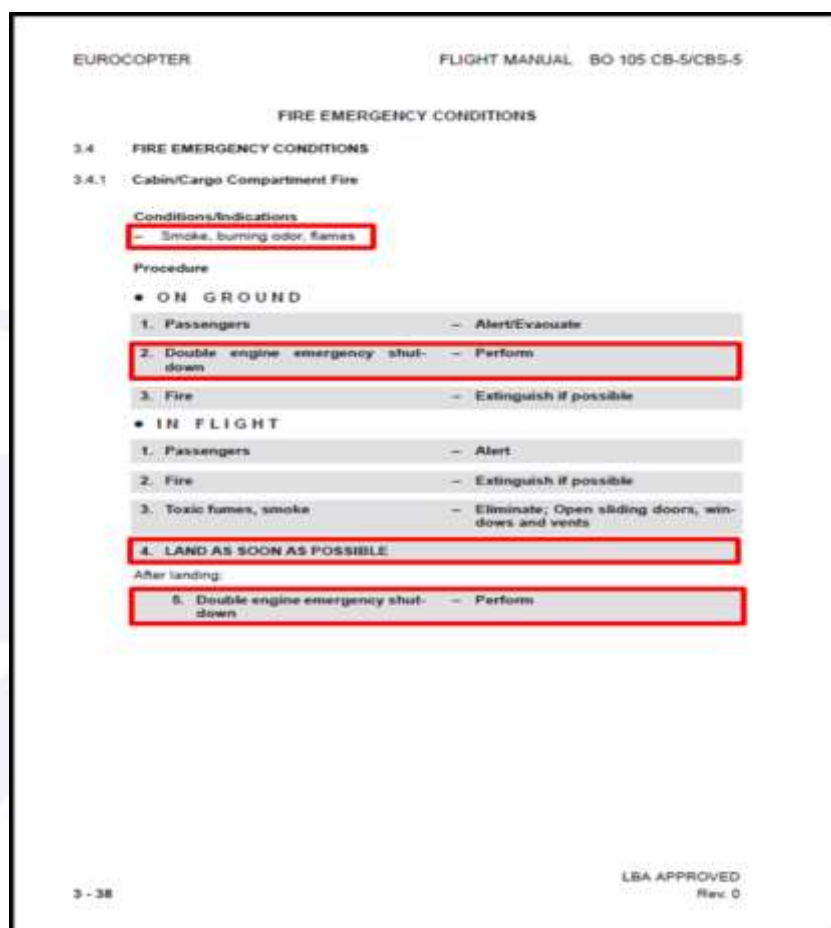 EUROCOPTER FLIGHT MANUAL BO 105 CB-5/CBS-5
FIRE EMERGENCY CONDITIONS
3.4 FIRE EMERGENCY CONDITIONS
3.4.1 Cabin/Cargo Compartment Fire
Conditions/Indications
– Smoke, burning odor, flames
Procedure
• ON GROUND
1. Passengers – Alert/Evacuate
2. Double engine emergency shut- – Perform
down
3. Fire – Extinguish if possible
• IN FLIGHT
1. Passengers – Alert
2. Fire – Extinguish if possible
3. Toxic fumes, smoke – Eliminate; Open sliding doors, win-
dows and vents
4. LAND AS SOON AS POSSIBLE
After landing:
5. Double engine emergency shut- – Perform
down
LBA APPROVED
3 - 38 Rev. 0